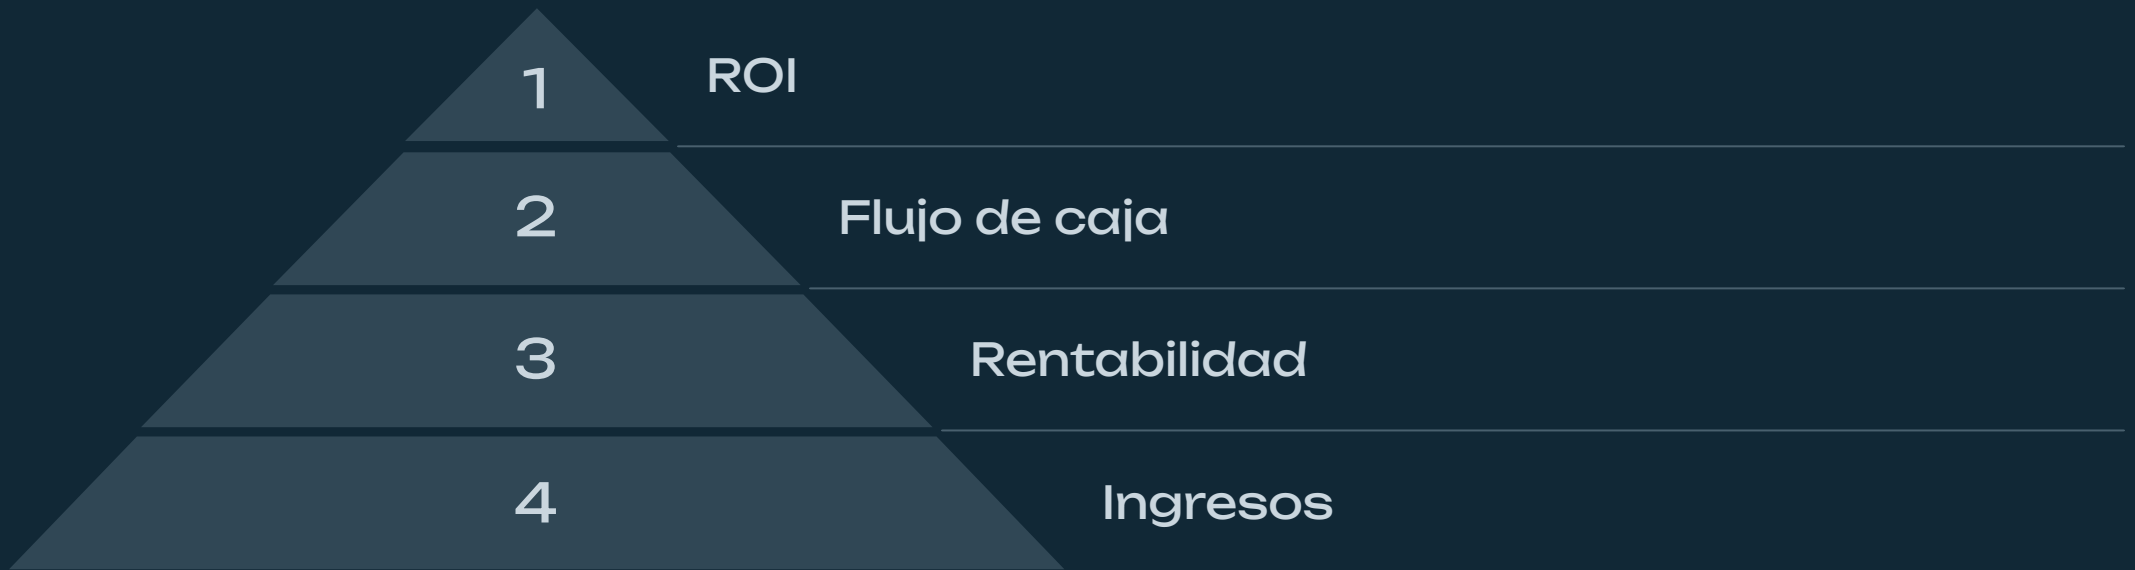 1
ROI
2
Flujo de caja
3
Rentabilidad
4
Ingresos